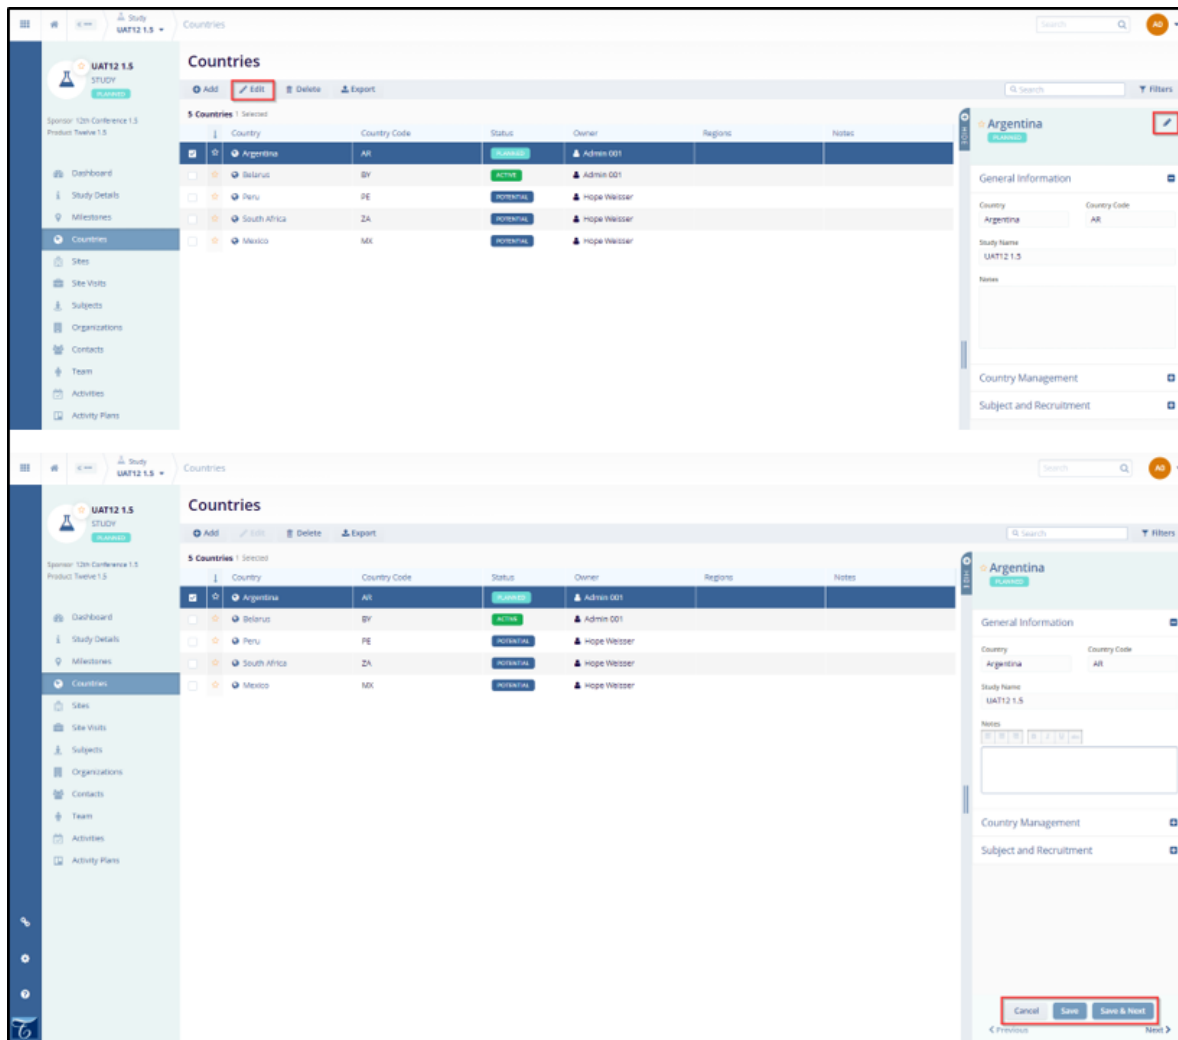 Study
UAT12 1.5
Countries
Search
AD
UAT12 1.5
STUDY
PLANNED
Sponsor: 12th Conference 1.5
Product Twelve 1.5
Dashboard
Study Details
Milestones
Countries
Sites
Site Visits
Subjects
Organizations
Contacts
Team
Activities
Activity Plans
Countries
Add Edit Delete Export
Search
Filters
5 Countries 1 Selected
Country Country Code Status Owner Regions Notes
Argentina AR PLANNED Admin 001
Belarus BY ACTIVE Admin 001
Peru PE POTENTIAL Hope Weisser
South Africa ZA POTENTIAL Hope Weisser
Mexico MX POTENTIAL Hope Weisser
HIDE
Argentina
PLANNED
General Information
Country Country Code
Argentina AR
Study Name
UAT12 1.5
Notes
Country Management
Subject and Recruitment
Study
UAT12 1.5
Countries
Search
AD
UAT12 1.5
STUDY
PLANNED
Sponsor: 12th Conference 1.5
Product Twelve 1.5
Dashboard
Study Details
Milestones
Countries
Sites
Site Visits
Subjects
Organizations
Contacts
Team
Activities
Activity Plans
Countries
Add Edit Delete Export
Search
Filters
5 Countries 1 Selected
Country Country Code Status Owner Regions Notes
Argentina AR PLANNED Admin 001
Belarus BY ACTIVE Admin 001
Peru PE POTENTIAL Hope Weisser
South Africa ZA POTENTIAL Hope Weisser
Mexico MX POTENTIAL Hope Weisser
HIDE
Argentina
PLANNED
General Information
Country Country Code
Argentina AR
Study Name
UAT12 1.5
Notes
B I U
Country Management
Subject and Recruitment
Cancel Save Save & Next
Previous Next